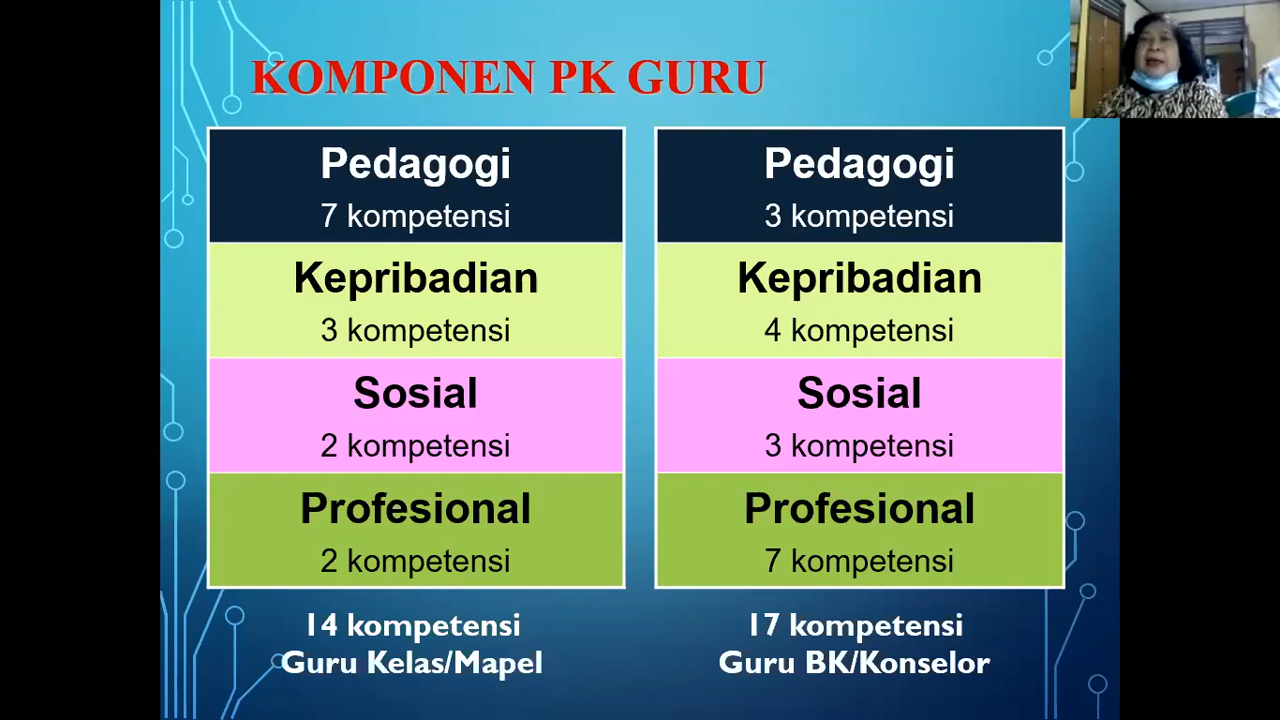 KOMPONEN PK GURU
Pedagogi
7 kompetensi
Kepribadian
3 kompetensi
Sosial
2 kompetensi
Profesional
2 kompetensi
14 kompetensi
Guru Kelas/Mapel
Pedagogi
3 kompetensi
Kepribadian
4 kompetensi
Sosial
3 kompetensi
Profesional
7 kompetensi
17 kompetensi
Guru BK/Konselor